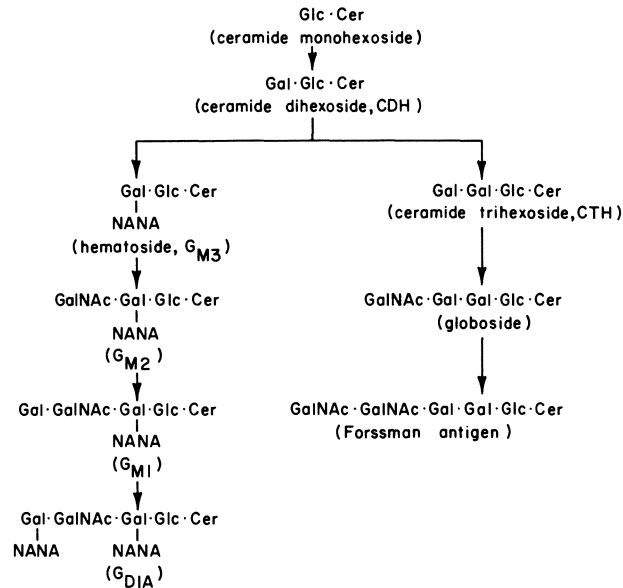 Glc·Cer
(ceramide monohexoside)
Gal·Glc·Cer
(ceramide dihexoside, CDH)
Gal·Glc·Cer
NANA
(hematoside, GM3)
GalNAc·Gal·Glc·Cer
NANA
(GM2)
Gal·GalNAc·Gal·Glc·Cer
NANA
(GM1)
Gal·GalNAc·Gal·Glc·Cer
NANA NANA
(GD1A)
Gal·Gal·Glc·Cer
(ceramide trihexoside, CTH)
GalNAc·Gal·Gal·Glc·Cer
(globoside)
GalNAc·GalNAc·Gal·Gal·Glc·Cer
(Forssman antigen)